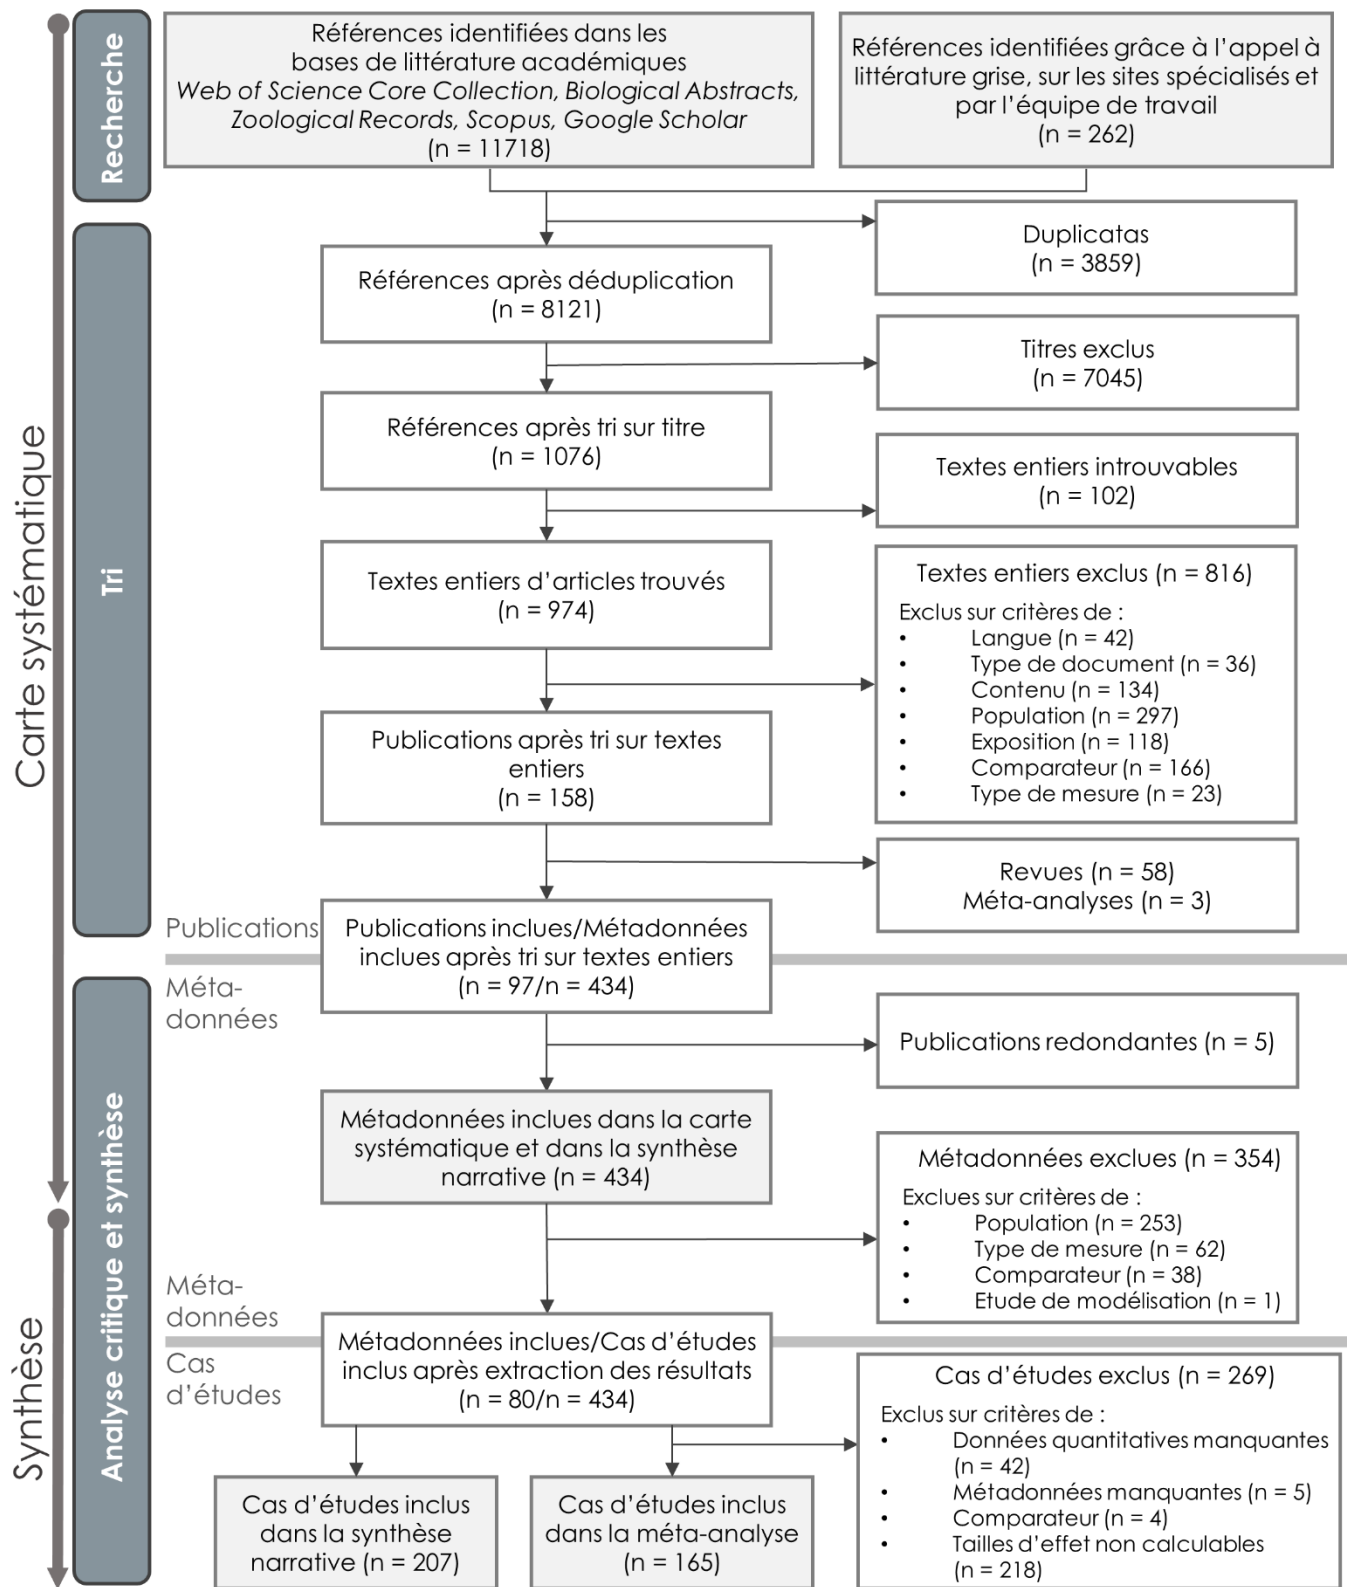 Carte systématique
Synthèse
Recherche
Tri
Analyse critique et synthèse
Références identifiées dans les
bases de littérature académiques
Web of Science Core Collection, Biological Abstracts,
Zoological Records, Scopus, Google Scholar
(n = 11718)
Références identifiées grâce à l’appel à
littérature grise, sur les sites spécialisés et
par l’équipe de travail
(n = 262)
Duplicatas
(n = 3859)
Références après déduplication
(n = 8121)
Titres exclus
(n = 7045)
Références après tri sur titre
(n = 1076)
Textes entiers introuvables
(n = 102)
Textes entiers d’articles trouvés
(n = 974)
Textes entiers exclus (n = 816)
Exclus sur critères de :
• Langue (n = 42)
• Type de document (n = 36)
• Contenu (n = 134)
• Population (n = 297)
• Exposition (n = 118)
• Comparateur (n = 166)
• Type de mesure (n = 23)
Publications après tri sur textes
entiers
(n = 158)
Revues (n = 58)
Méta-analyses (n = 3)
Publications
Publications inclues/Métadonnées
inclues après tri sur textes entiers
(n = 97/n = 434)
Méta-
données
Publications redondantes (n = 5)
Métadonnées inclues dans la carte
systématique et dans la synthèse
narrative (n = 434)
Métadonnées exclues (n = 354)
Exclues sur critères de :
• Population (n = 253)
• Type de mesure (n = 62)
• Comparateur (n = 38)
• Etude de modélisation (n = 1)
Méta-
données
Métadonnées inclues/Cas d’études
inclus après extraction des résultats
(n = 80/n = 434)
Cas
d’études
Cas d’études exclus (n = 269)
Exclus sur critères de :
• Données quantitatives manquantes
(n = 42)
• Métadonnées manquantes (n = 5)
• Comparateur (n = 4)
• Tailles d’effet non calculables
(n = 218)
Cas d’études inclus
dans la synthèse
narrative (n = 207)
Cas d’études inclus
dans la méta-analyse
(n = 165)